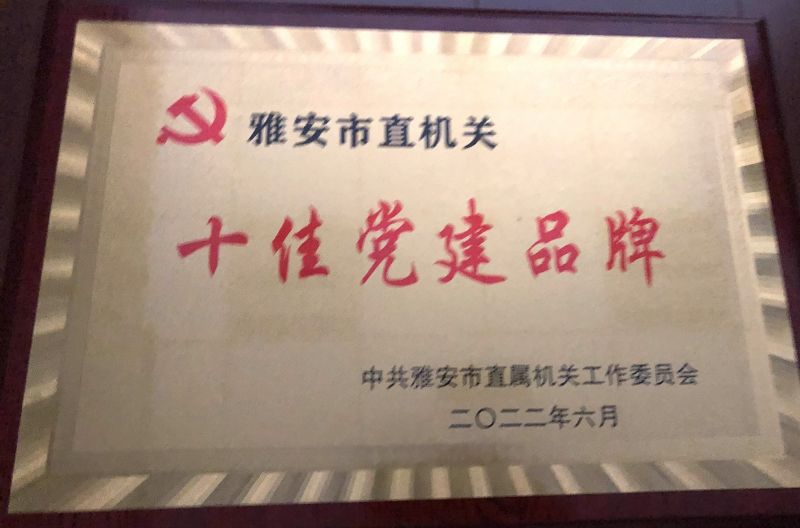 雅安市直机关
十佳党建品牌
中共雅安市直属机关工作委员会
二〇二二年六月